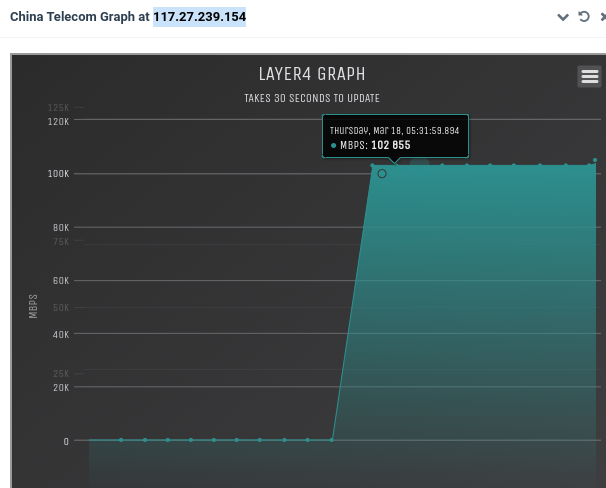 China Telecom Graph at 117.27.239.154
LAYER4 GRAPH
TAKES 30 SECONDS TO UPDATE
125K
120K
Thursday, Mar 18, 05:31:59.894
MBPS: 102 855
100K
80K
75K
60K
MBPS
50K
40K
25K
20K
0